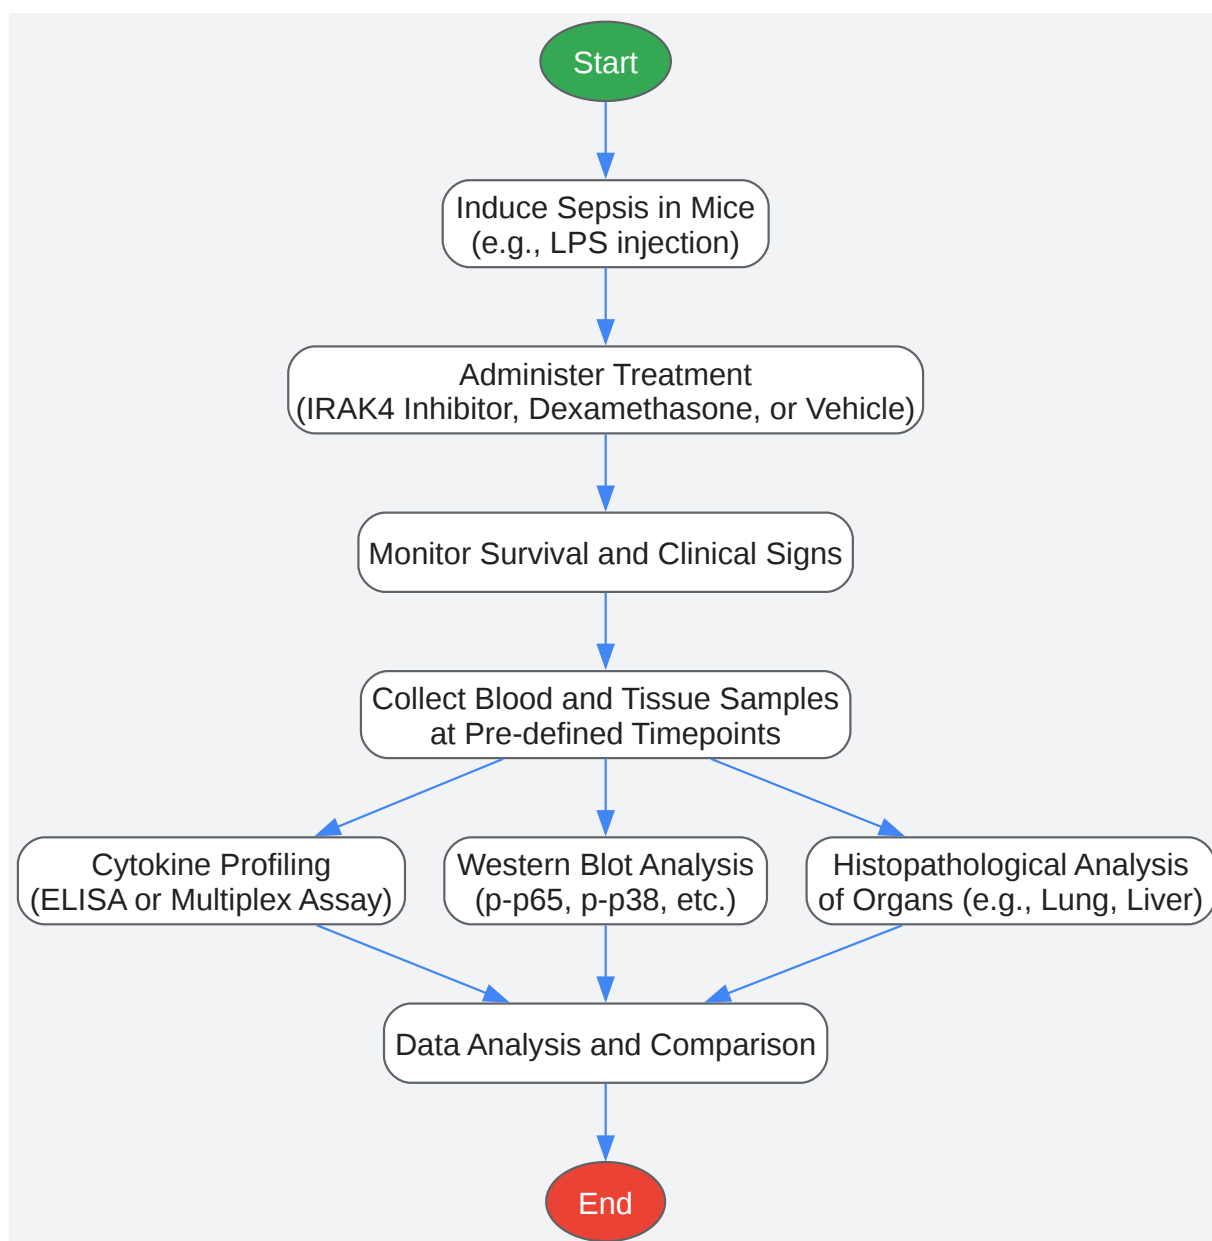 Start
Induce Sepsis in Mice
(e.g., LPS injection)
Administer Treatment
(IRAK4 Inhibitor, Dexamethasone, or Vehicle)
Monitor Survival and Clinical Signs
Collect Blood and Tissue Samples
at Pre-defined Timepoints
Cytokine Profiling
(ELISA or Multiplex Assay)
Western Blot Analysis
(p-p65, p-p38, etc.)
Histopathological Analysis
of Organs (e.g., Lung, Liver)
Data Analysis and Comparison
End